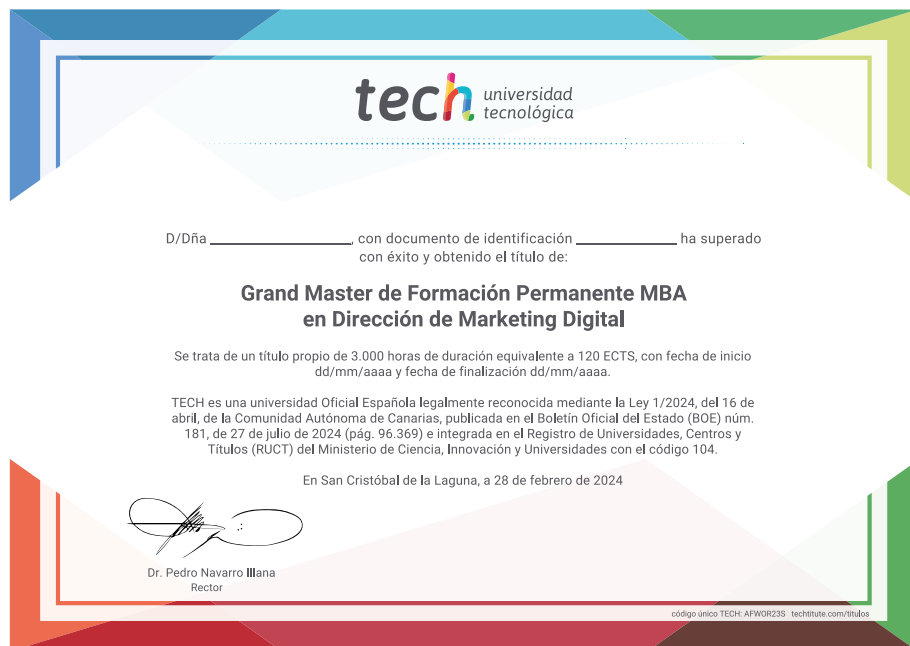 tech universidad
tecnológica
D/Dña ____________________, con documento de identificación ______________ ha superado
con éxito y obtenido el título de:
Grand Master de Formación Permanente MBA
en Dirección de Marketing Digital
Se trata de un título propio de 3.000 horas de duración equivalente a 120 ECTS, con fecha de inicio
dd/mm/aaaa y fecha de finalización dd/mm/aaaa.
TECH es una universidad Oficial Española legalmente reconocida mediante la Ley 1/2024, del 16 de
abril, de la Comunidad Autónoma de Canarias, publicada en el Boletín Oficial del Estado (BOE) núm.
181, de 27 de julio de 2024 (pág. 96.369) e integrada en el Registro de Universidades, Centros y
Títulos (RUCT) del Ministerio de Ciencia, Innovación y Universidades con el código 104.
En San Cristóbal de la Laguna, a 28 de febrero de 2024
Dr. Pedro Navarro Illana
Rector
código único TECH: AFWOR23S techtitute.com/titulos